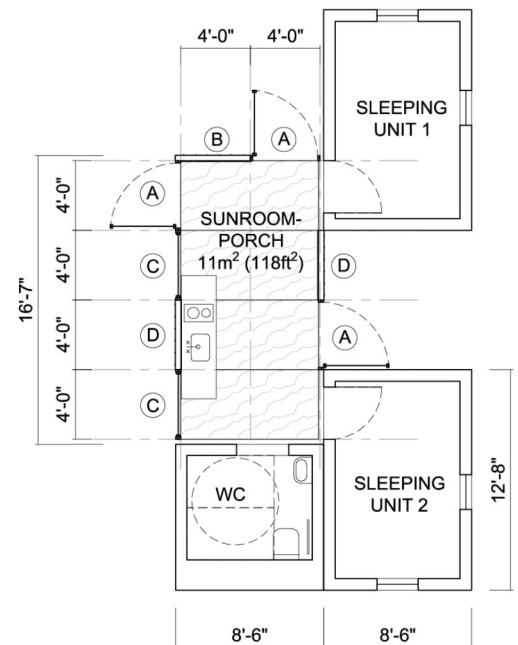 4'-0" 4'-0"
SLEEPING
UNIT 1
B A
A
4'-0"
SUNROOM-
PORCH
11m² (118ft²)
C D
4'-0"
16'-7"
D A
4'-0"
C
4'-0"
WC
SLEEPING
UNIT 2
12'-8"
8'-6" 8'-6"